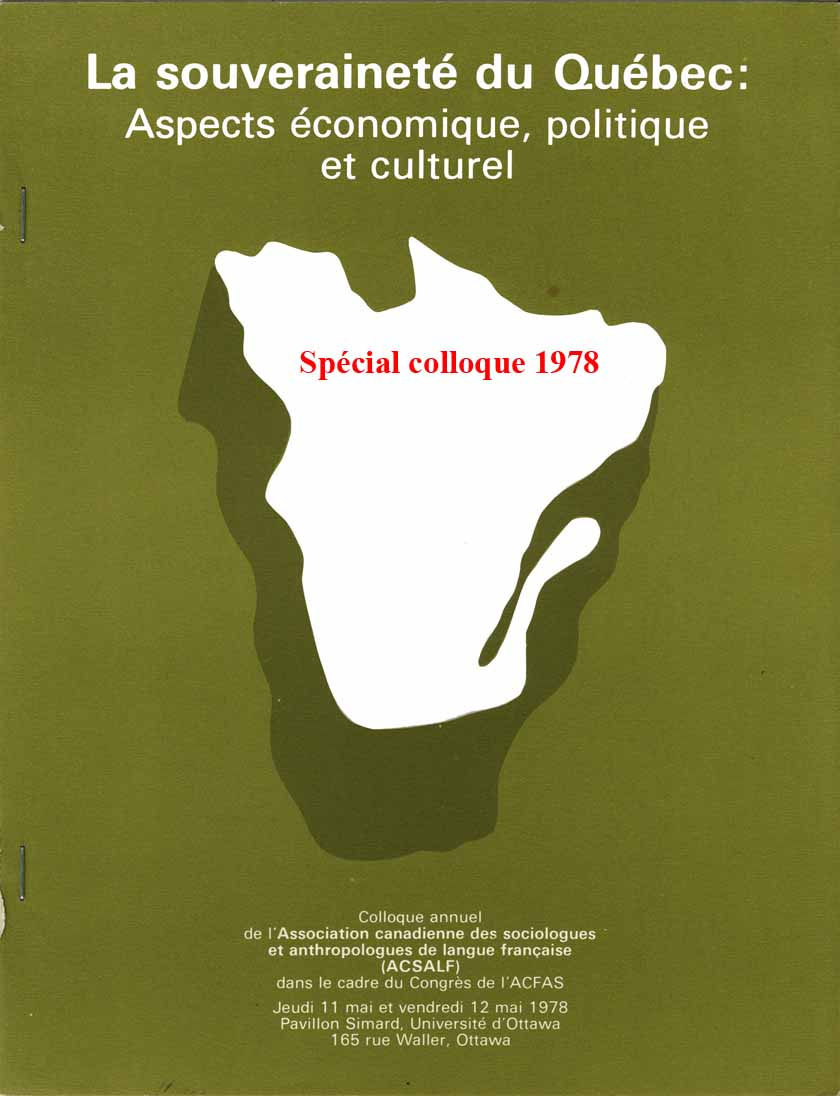 La souveraineté du Québec:
Aspects économique, politique
et culturel
Spécial colloque 1978
Colloque annuel
de l'Association canadienne des sociologues
et anthropologues de langue française
(ACSALF)
dans le cadre du Congrès de l'ACFAS
Jeudi 11 mai et vendredi 12 mai 1978
Pavillon Simard, Université d'Ottawa
165 rue Waller, Ottawa